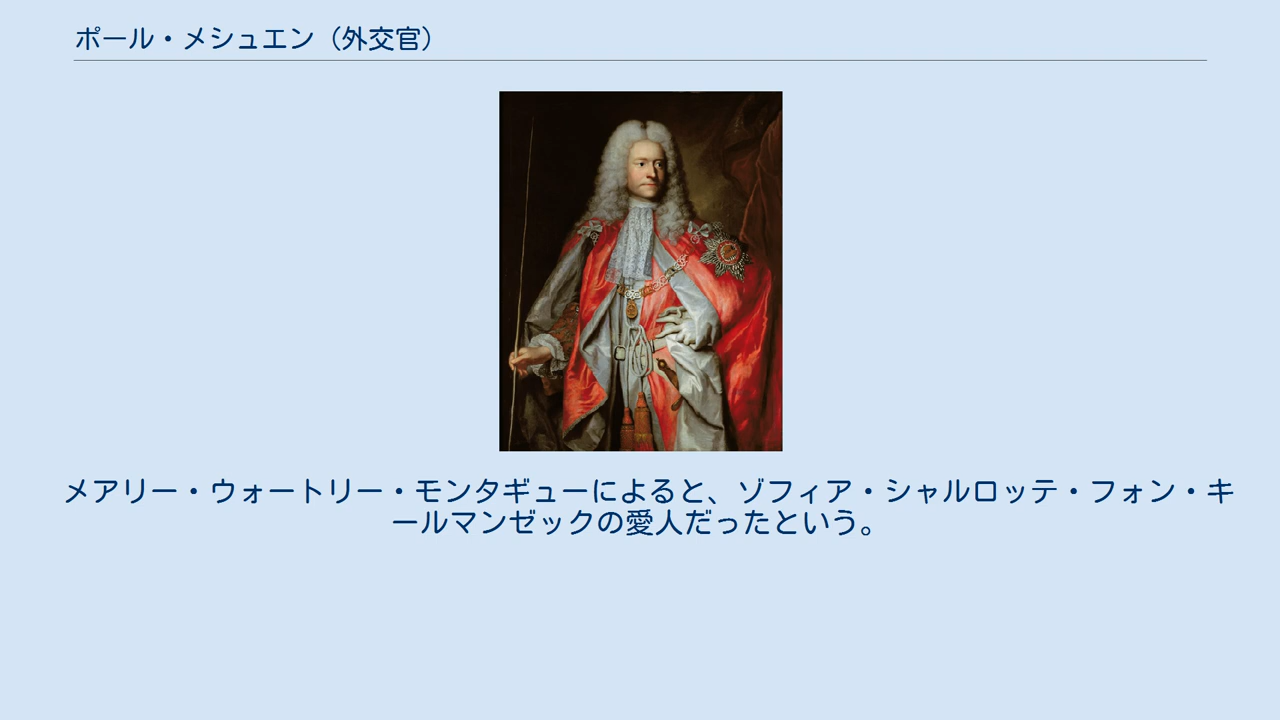 ポール・メシュエン（外交官）
メアリー・ウォートリー・モンタギューによると、ゾフィア・シャルロッテ・フォン・キ
ールマンゼックの愛人だったという。